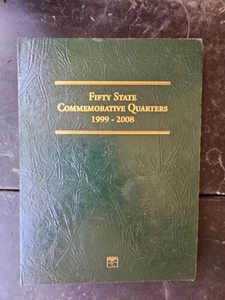 FIFTY STATE
COMMEMORATIVE QUARTERS
1999 - 2008